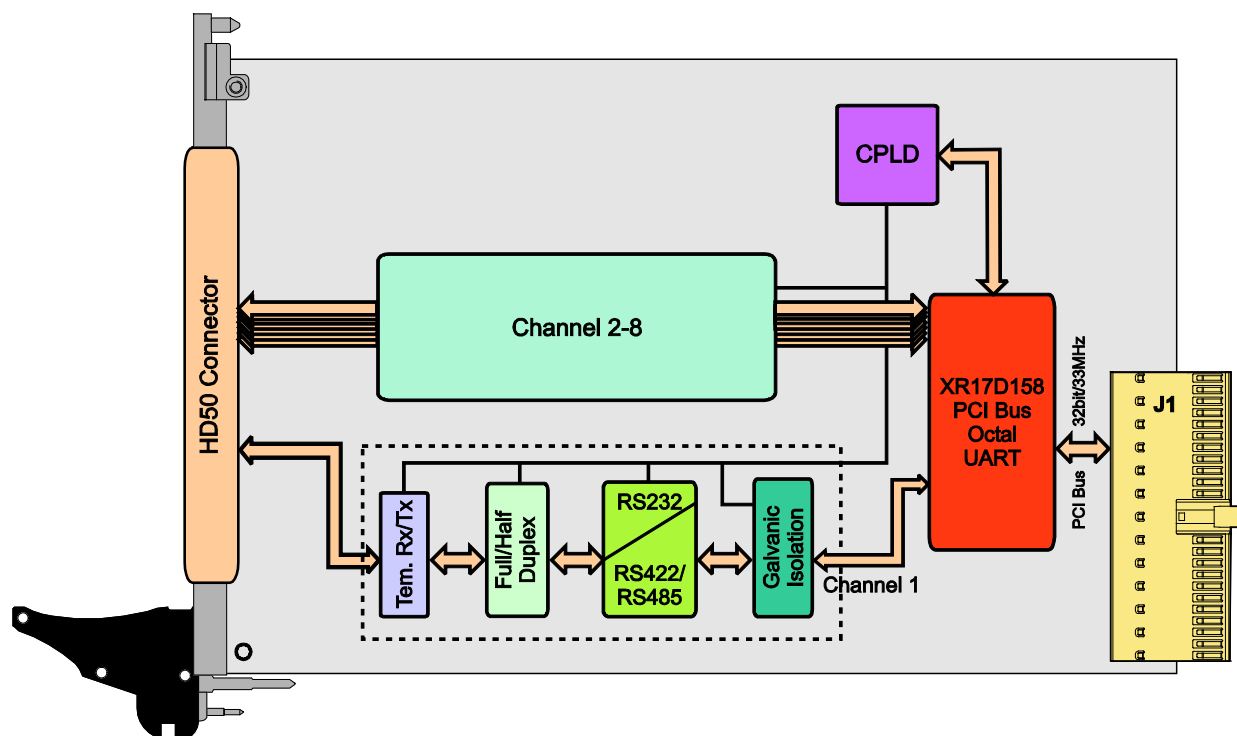 CPLD
HD50 Connector
Channel 2-8
XR17D158
PCI Bus
Octal
UART
32bit/33MHz
PCI Bus
J1
Tem. Rx/Tx
Full/Half
Duplex
RS232
RS422/
RS485
Galvanic
Isolation
Channel 1